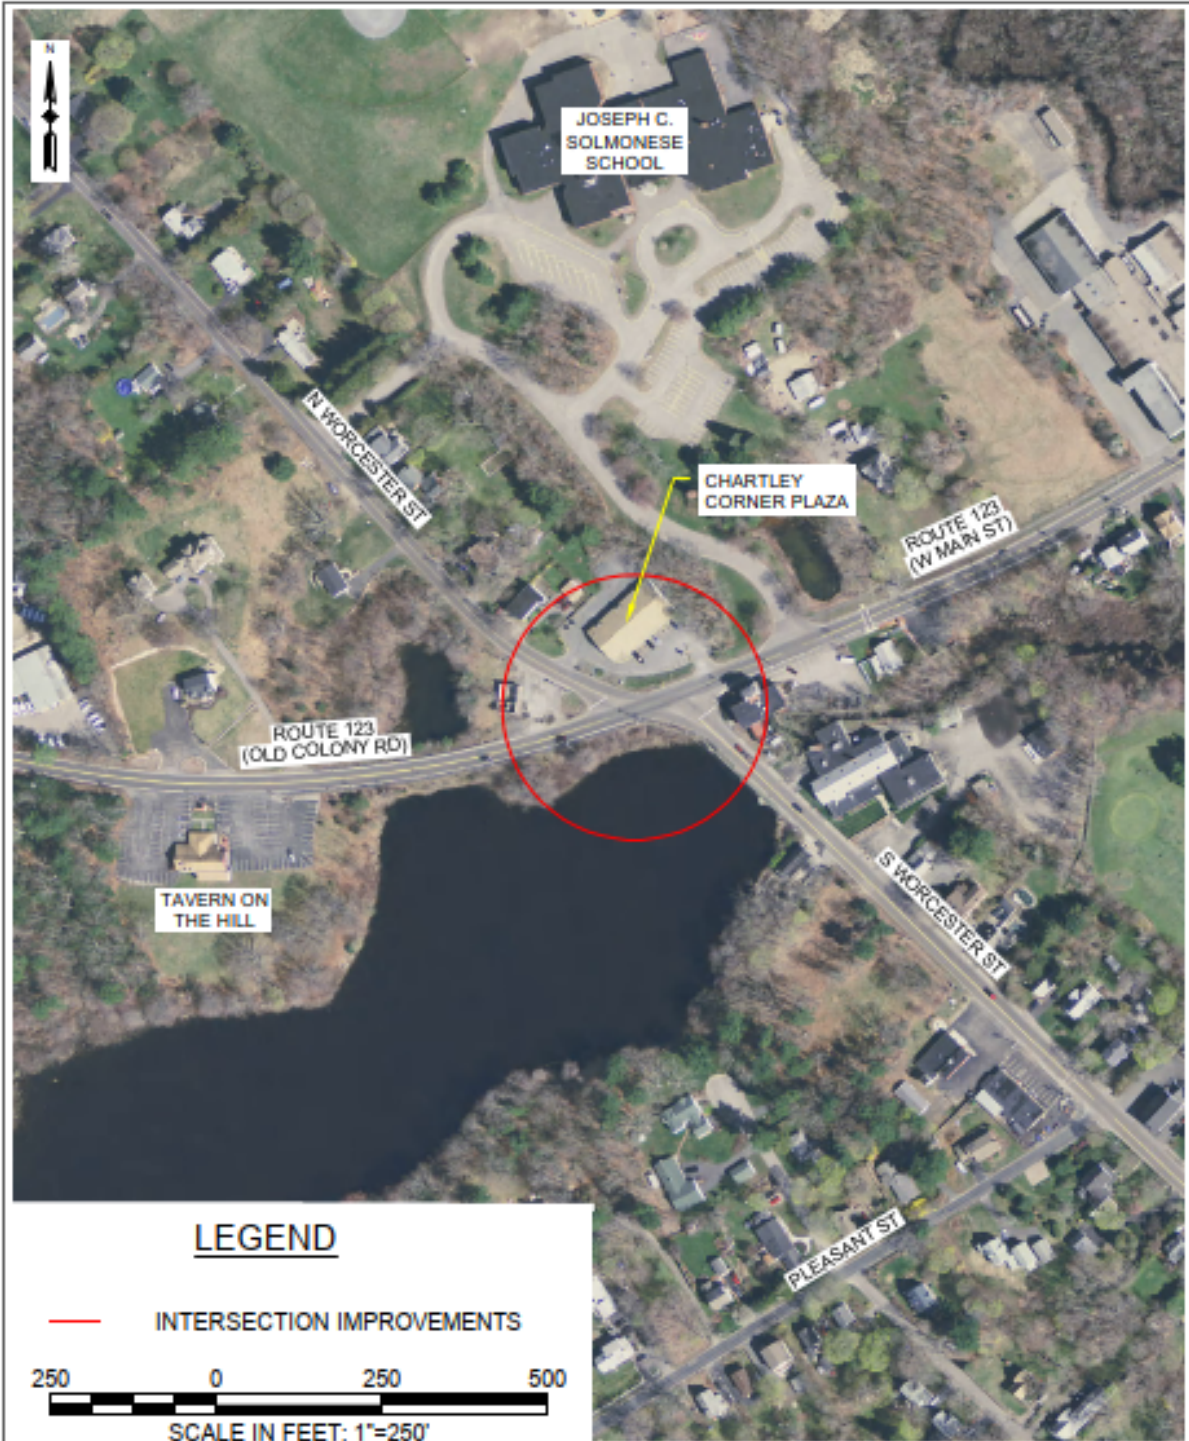 N
JOSEPH C.
SOLMONESE
SCHOOL
N WORCESTER ST
CHARTLEY
CORNER PLAZA
ROUTE 123
(W MAIN ST)
ROUTE 123
(OLD COLONY RD)
TAVERN ON
THE HILL
S WORCESTER ST
PLEASANT ST
LEGEND
INTERSECTION IMPROVEMENTS
250 0 250 500
SCALE IN FEET: 1"=250'